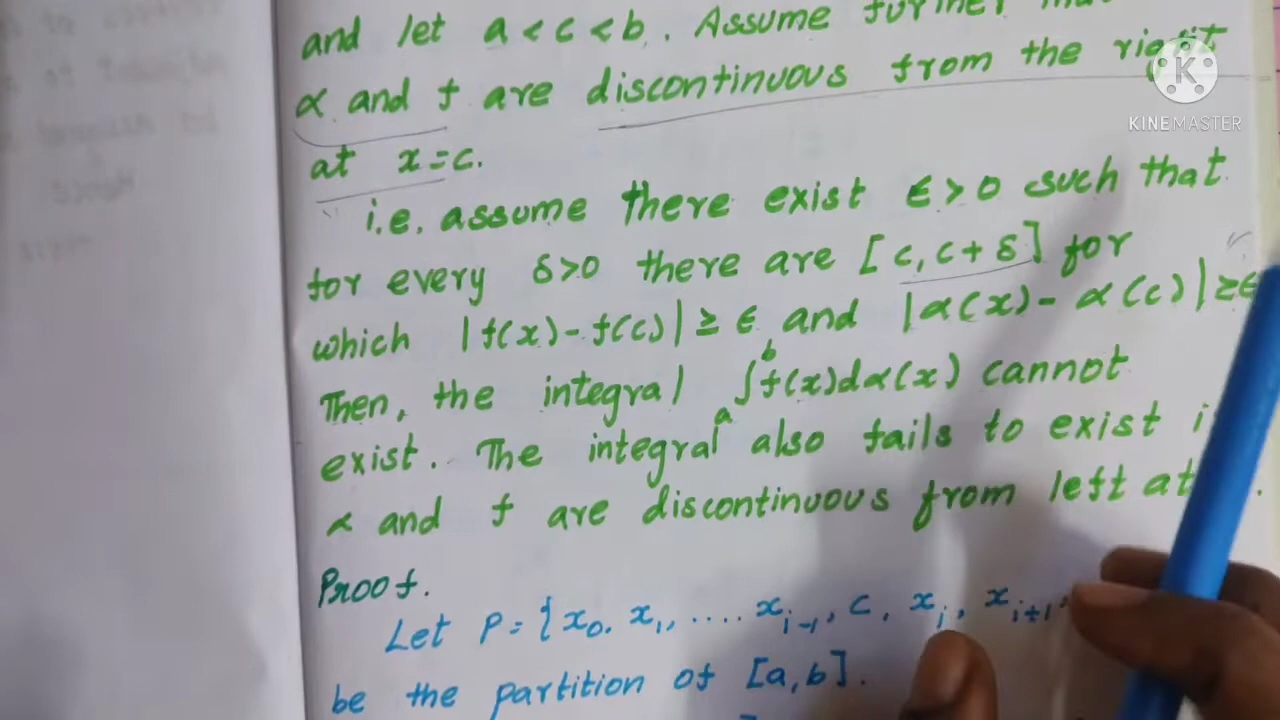 and let a < c < b. Assume further that
α and f are discontinuous from the right
at x = c.
i.e. assume there exist ε > 0 such that
for every δ>0 there are [c, c + δ] for
which |f(x) - f(c)| ≥ ε and |α(x) - α(c)| ≥ ε
Then, the integral ∫ₐᵇ f(x)dα(x) cannot
exist. The integral also fails to exist
α and f are discontinuous from left at
Proof.
Let P = {x₀, x₁, .... xᵢ₋₁, c, xᵢ, xᵢ₊₁,
be the partition of [a, b].
K
KINEMASTER